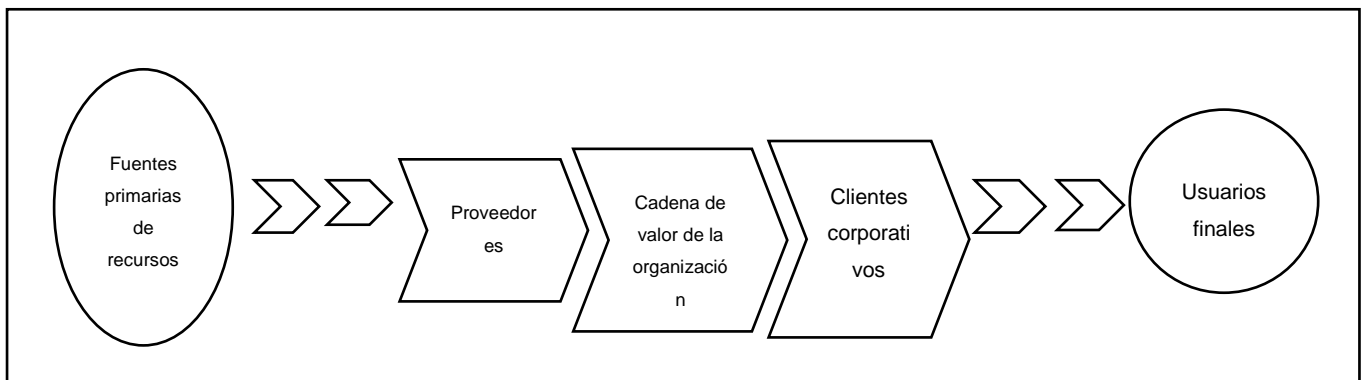 Fuentes
primarias
de
recursos
Proveedor
es
Cadena de
valor de la
organizació
n
Clientes
corporati
vos
Usuarios
finales